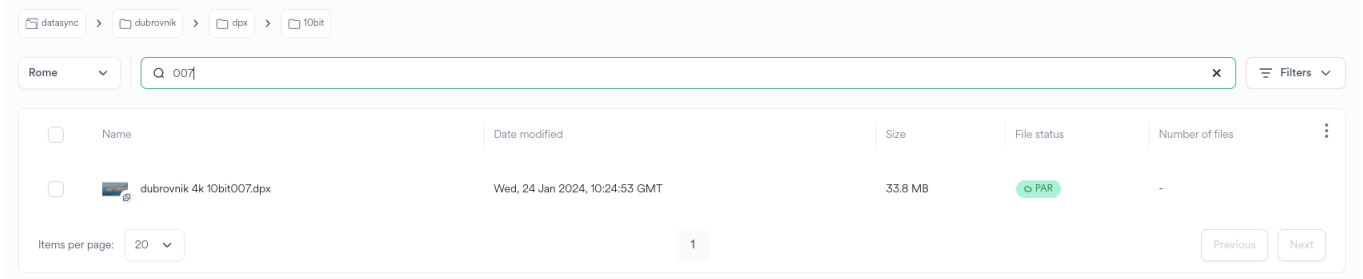 datasync > dubrovnik > dpx > 10bit
Rome 007 Filters
Name Date modified Size File status Number of files
dubrovnik 4k 10bit007.dpx Wed, 24 Jan 2024, 10:24:53 GMT 33.8 MB PAR -
Items per page: 20 1 Previous Next